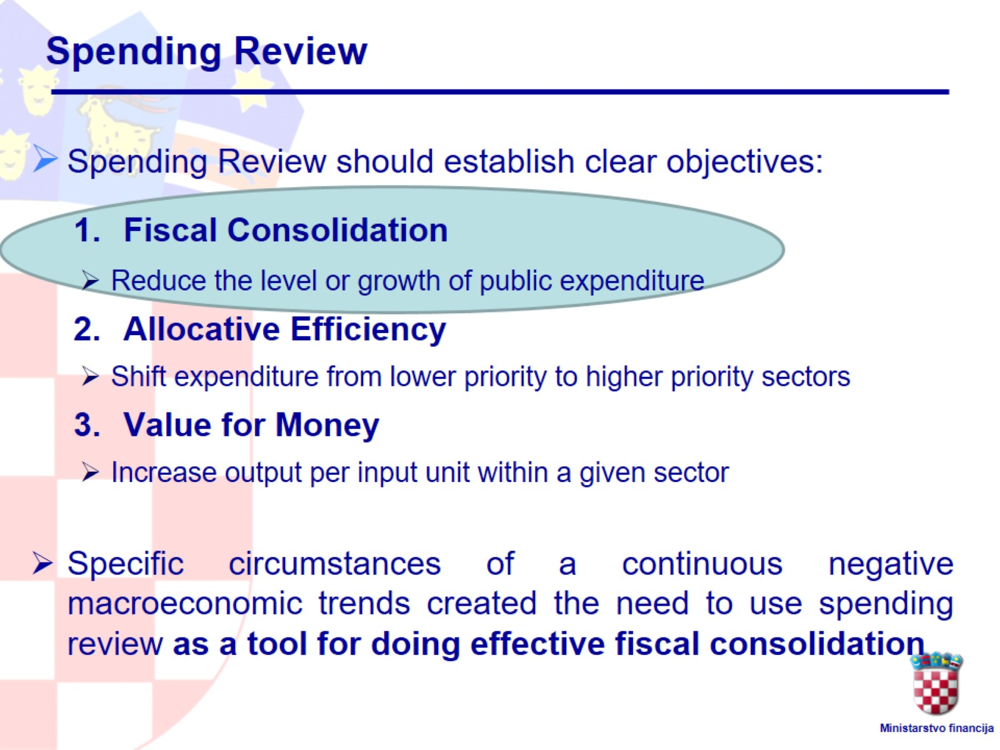 Spending Review
Spending Review should establish clear objectives:
1. Fiscal Consolidation
Reduce the level or growth of public expenditure
2. Allocative Efficiency
Shift expenditure from lower priority to higher priority sectors
3. Value for Money
Increase output per input unit within a given sector
Specific circumstances of a continuous negative
macroeconomic trends created the need to use spending
review as a tool for doing effective fiscal consolidation
Ministarstvo financija